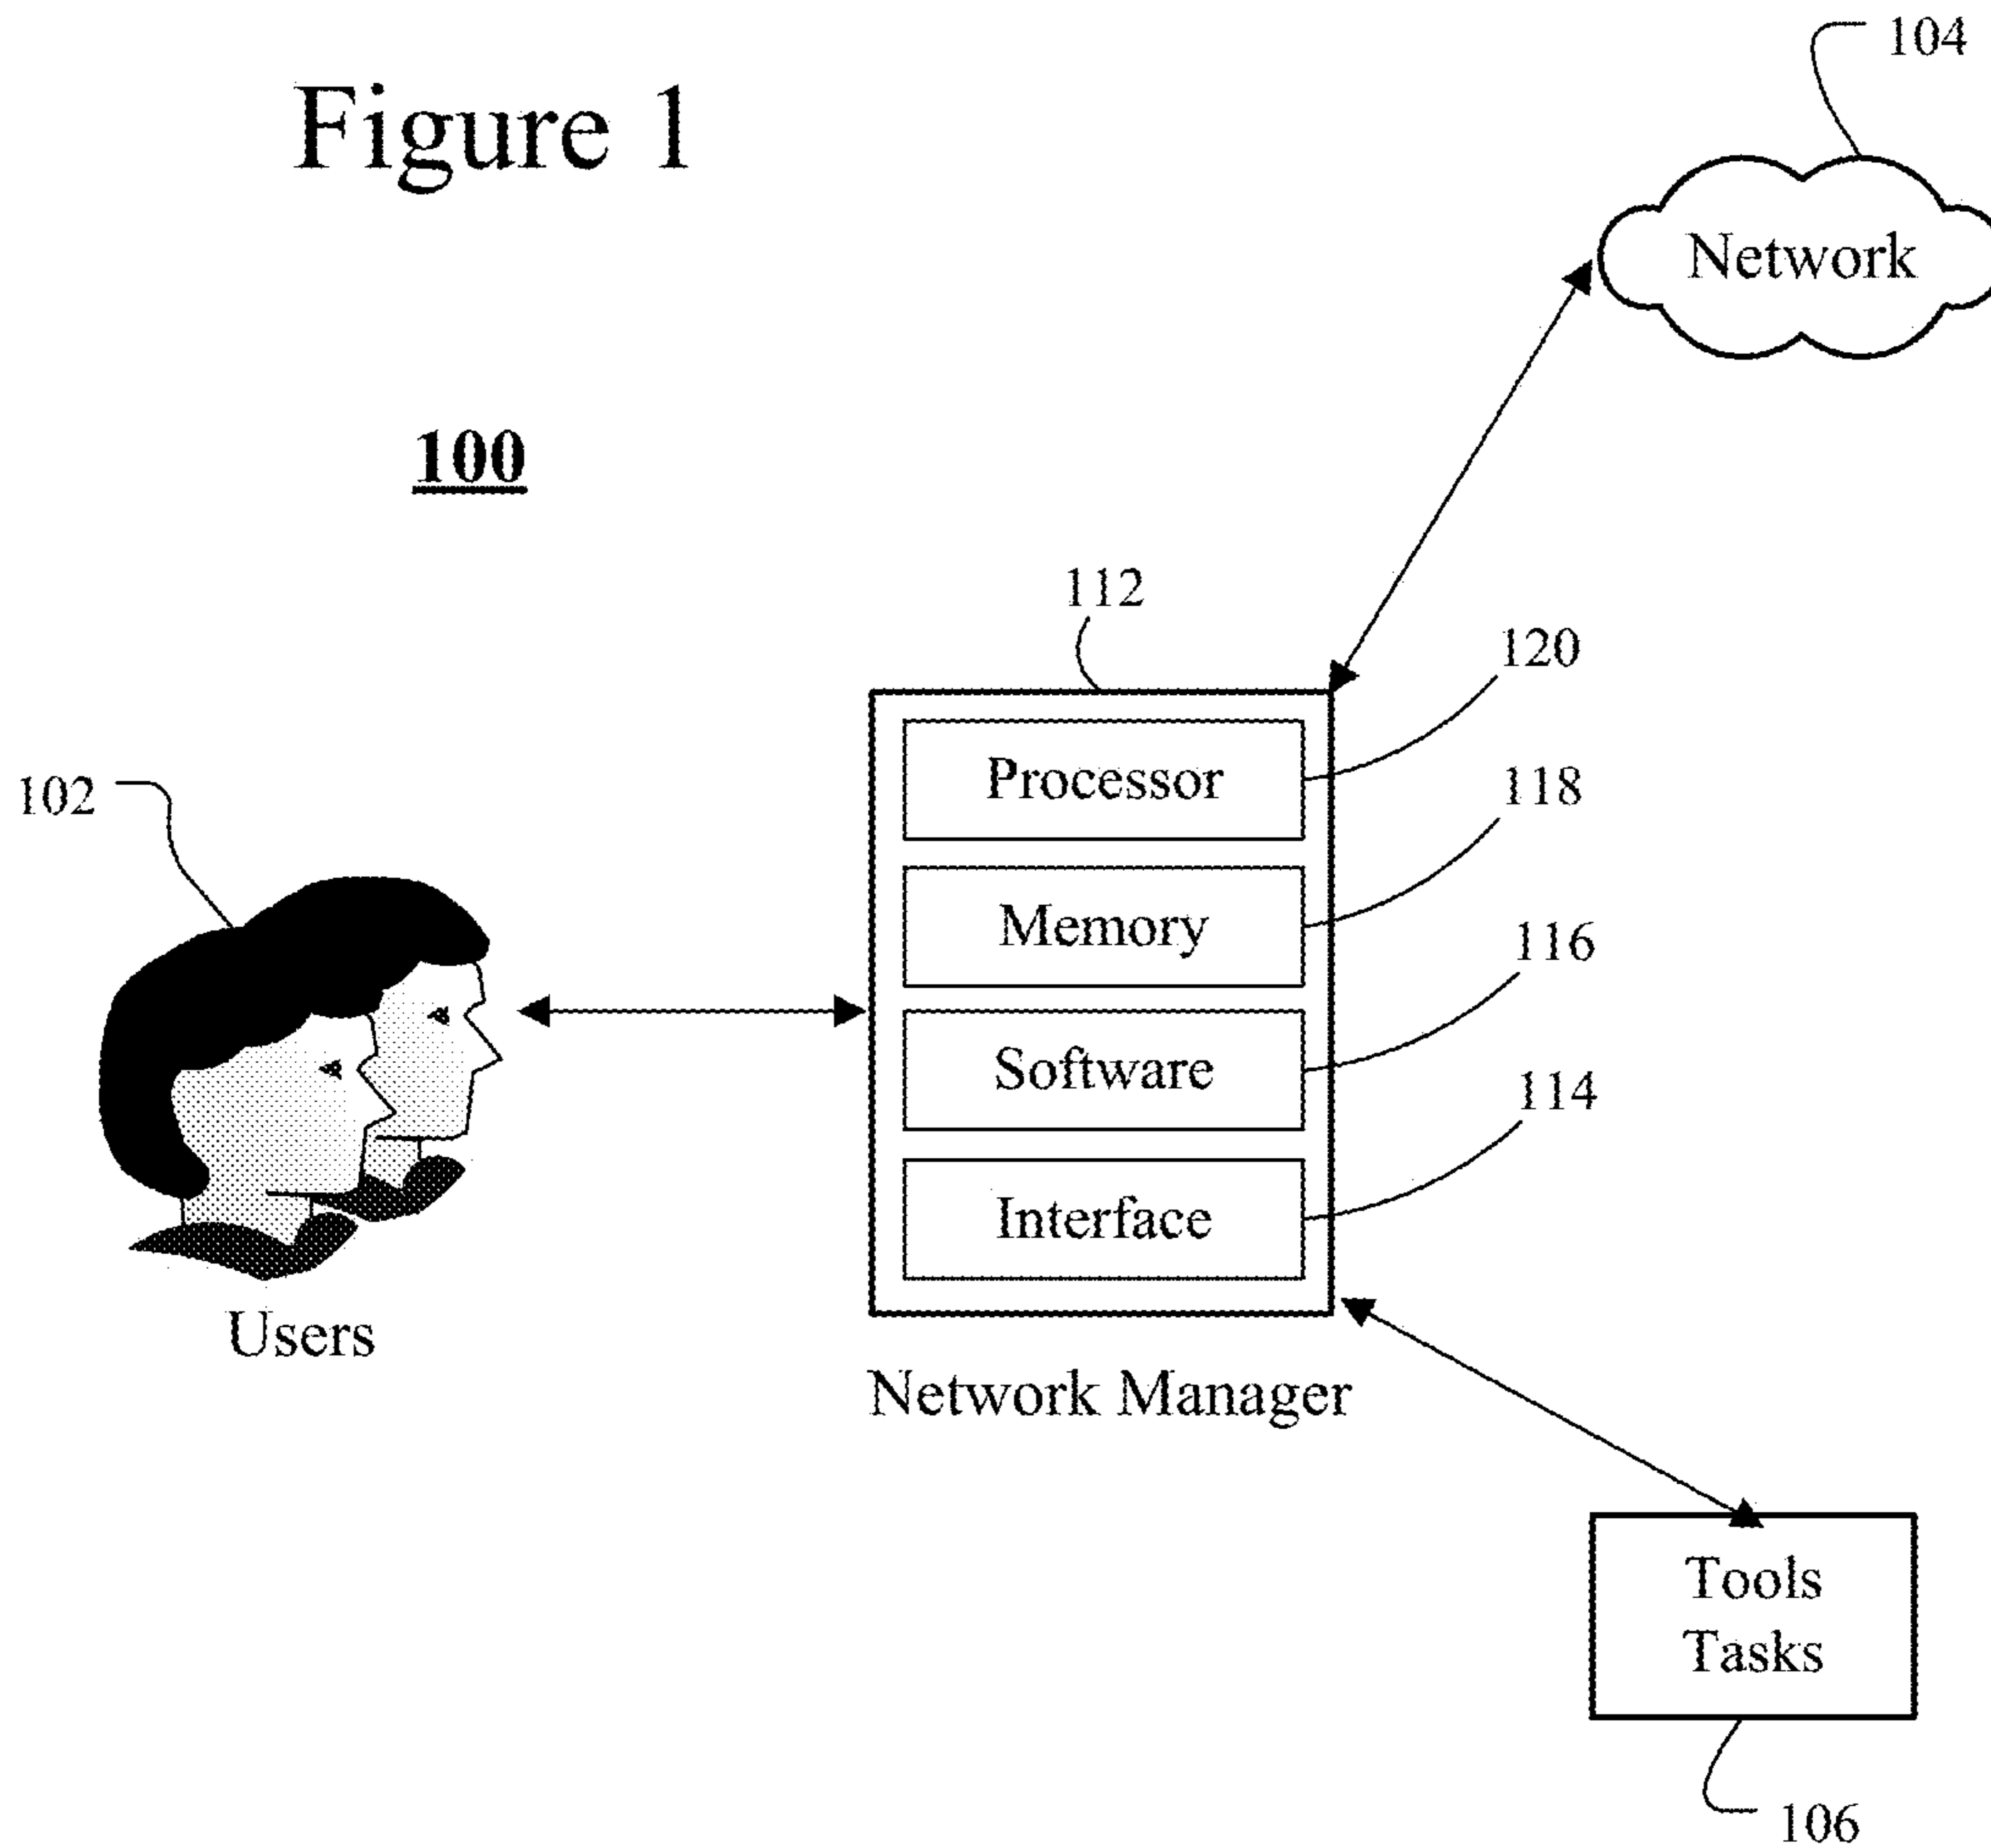 Figure 1
104
Network
100
112
120
Processor
118
102
Memory
116
Software
114
Interface
Users
Network Manager
Tools
Tasks
106